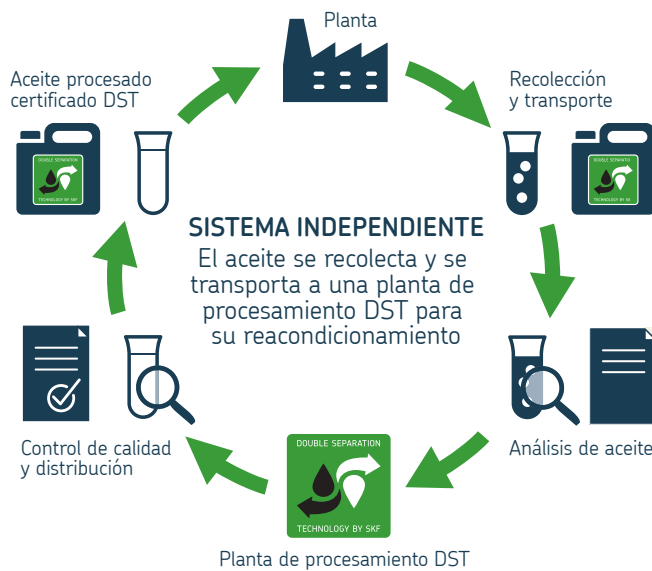 Planta
Aceite procesado
certificado DST
Recolección
y transporte
DOUBLE SEPARATION
TECHNOLOGY BY SKF
DOUBLE SEPARATIO
TECHNOLOGY BY SK
SISTEMA INDEPENDIENTE
El aceite se recolecta y se
transporta a una planta de
procesamiento DST para
su reacondicionamiento
Control de calidad
y distribución
Análisis de aceite
DOUBLE SEPARATION
TECHNOLOGY BY SKF
Planta de procesamiento DST